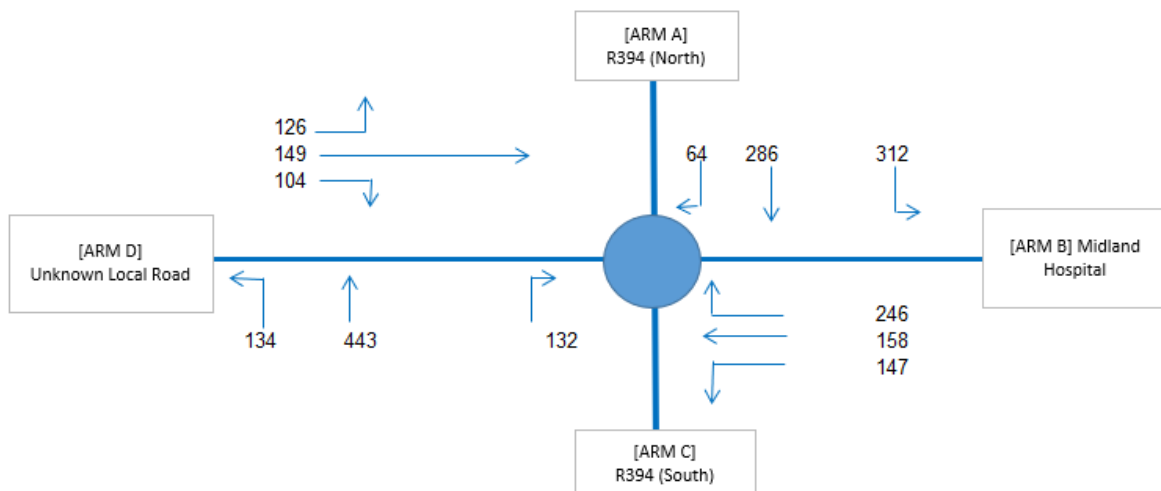 [ARM A]
R394 (North)
126
149
104
64 286 312
[ARM D]
Unknown Local Road
[ARM B] Midland
Hospital
134 443 132
246
158
147
[ARM C]
R394 (South)